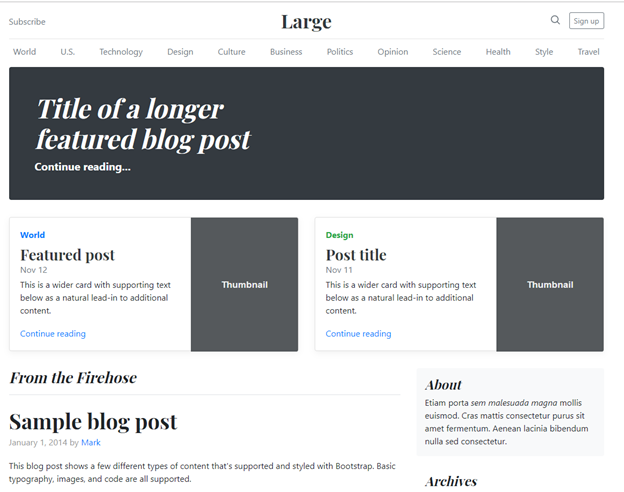 Subscribe
Large
Sign up
World U.S. Technology Design Culture Business Politics Opinion Science Health Style Travel
Title of a longer
featured blog post
Continue reading...
World
Featured post
Nov 12
This is a wider card with supporting text
below as a natural lead-in to additional
content.
Continue reading
Thumbnail
Design
Post title
Nov 11
This is a wider card with supporting text
below as a natural lead-in to additional
content.
Continue reading
Thumbnail
From the Firehose
Sample blog post
January 1, 2014 by Mark
This blog post shows a few different types of content that's supported and styled with Bootstrap. Basic
typography, images, and code are all supported.
About
Etiam porta sem malesuada magna mollis
euismod. Cras mattis consectetur purus sit
amet fermentum. Aenean lacinia bibendum
nulla sed consectetur.
Archives